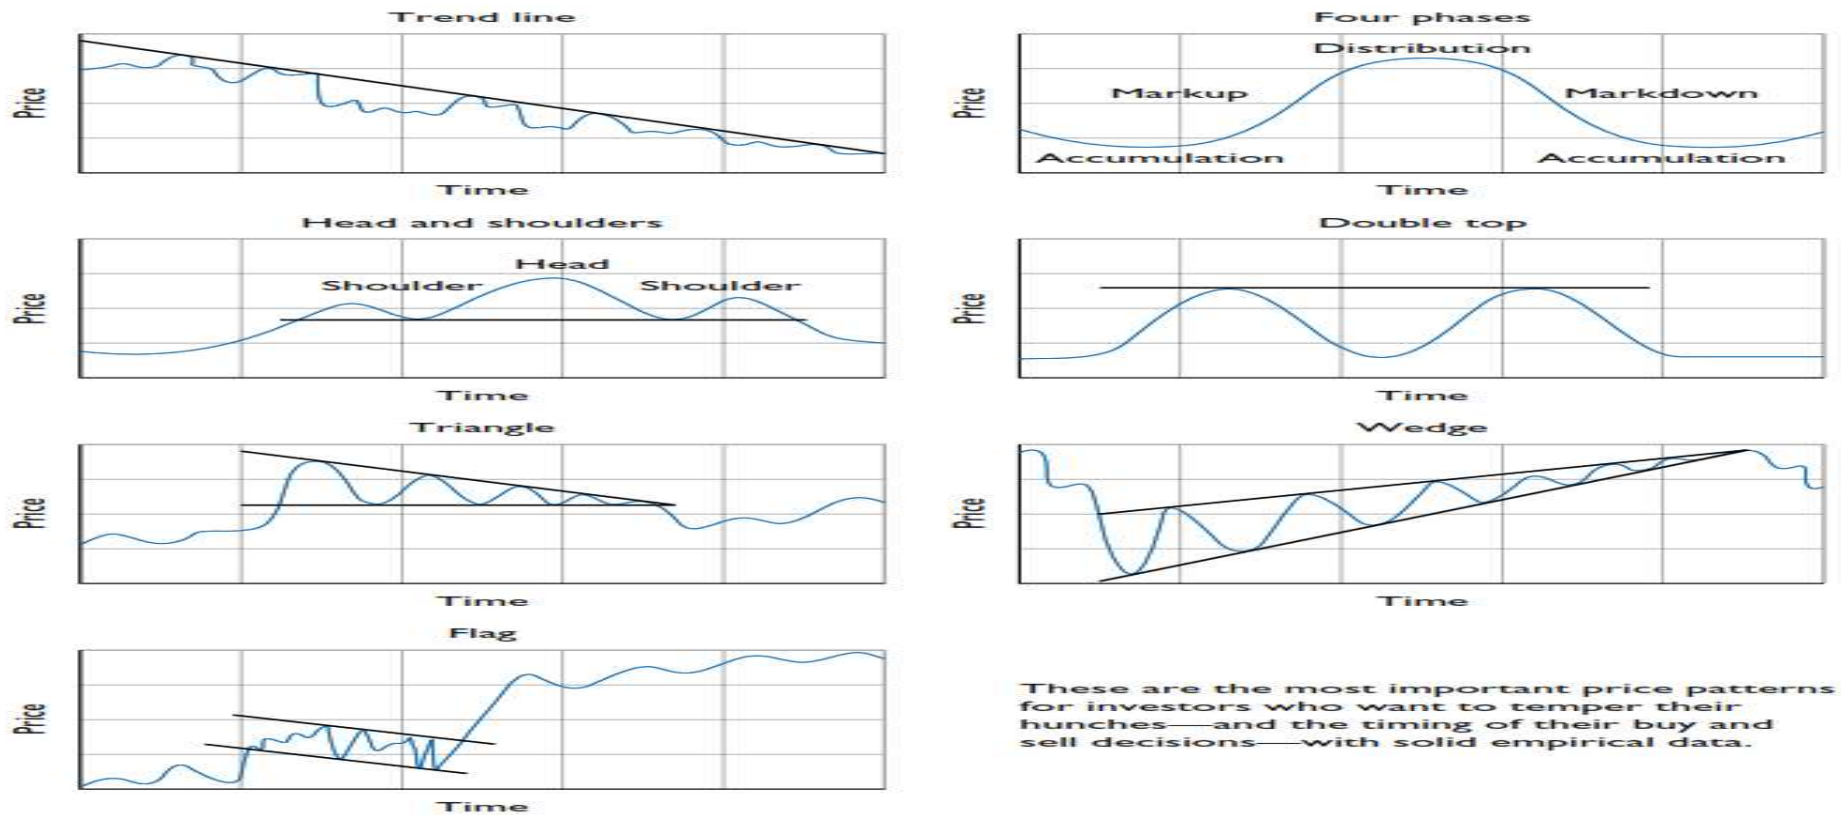 Trend line
Price
Time
Four phases
Distribution
Price
Markup
Markdown
Accumulation
Accumulation
Time
Head and shoulders
Head
Shoulder
Shoulder
Price
Time
Double top
Price
Time
Triangle
Price
Time
Wedge
Price
Time
Flag
Price
Time
These are the most important price patterns
for investors who want to temper their
hunches—and the timing of their buy and
sell decisions—with solid empirical data.